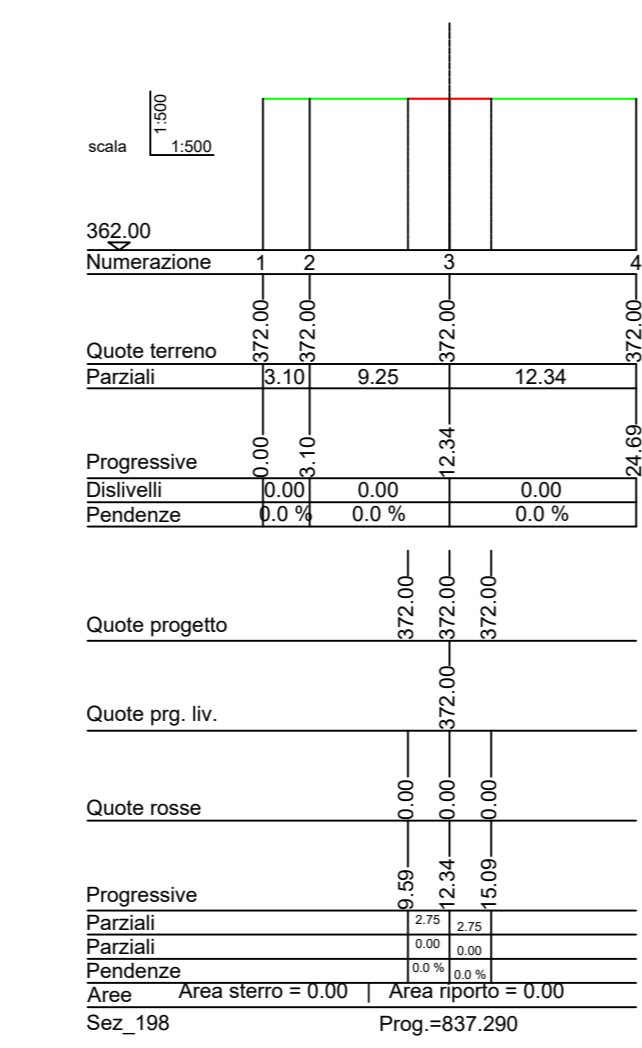 1:500
scala 1:500
362.00
Numerazione 1 2 3 4
Quote terreno 372.00 372.00 372.00 372.00
Parziali 3.10 9.25 12.34
Progressive 0.00 3.10 12.34 24.69
Dislivelli 0.00 0.00 0.00
Pendenze 0.0 % 0.0 % 0.0 %
Quote progetto 372.00 372.00 372.00
Quote prg. liv. 372.00
Quote rosse 0.00 0.00 0.00
Progressive 9.59 12.34 15.09
Parziali 2.75 2.75
Parziali 0.00 0.00
Pendenze 0.0 % 0.0 %
Aree Area sterro = 0.00 | Area riporto = 0.00
Sez_198 Prog.=837.290